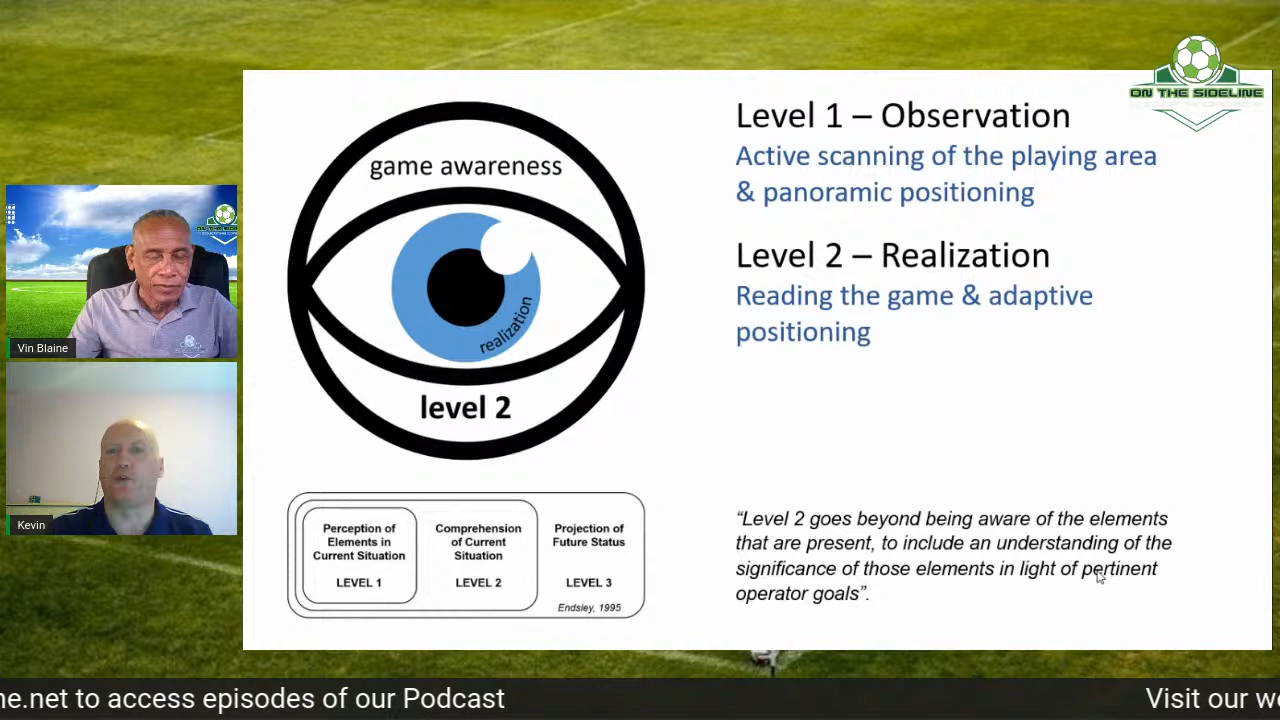 ON THE SIDELINE
game awareness
realization
level 2
Level 1 – Observation
Active scanning of the playing area
& panoramic positioning
Level 2 – Realization
Reading the game & adaptive
positioning
Vin Blaine
Kevin
Perception of
Elements in
Current Situation
LEVEL 1
Comprehension
of Current
Situation
LEVEL 2
Projection of
Future Status
LEVEL 3
Endsley, 1995
“Level 2 goes beyond being aware of the elements
that are present, to include an understanding of the
significance of those elements in light of pertinent
operator goals”.
ne.net to access episodes of our Podcast
Visit our we